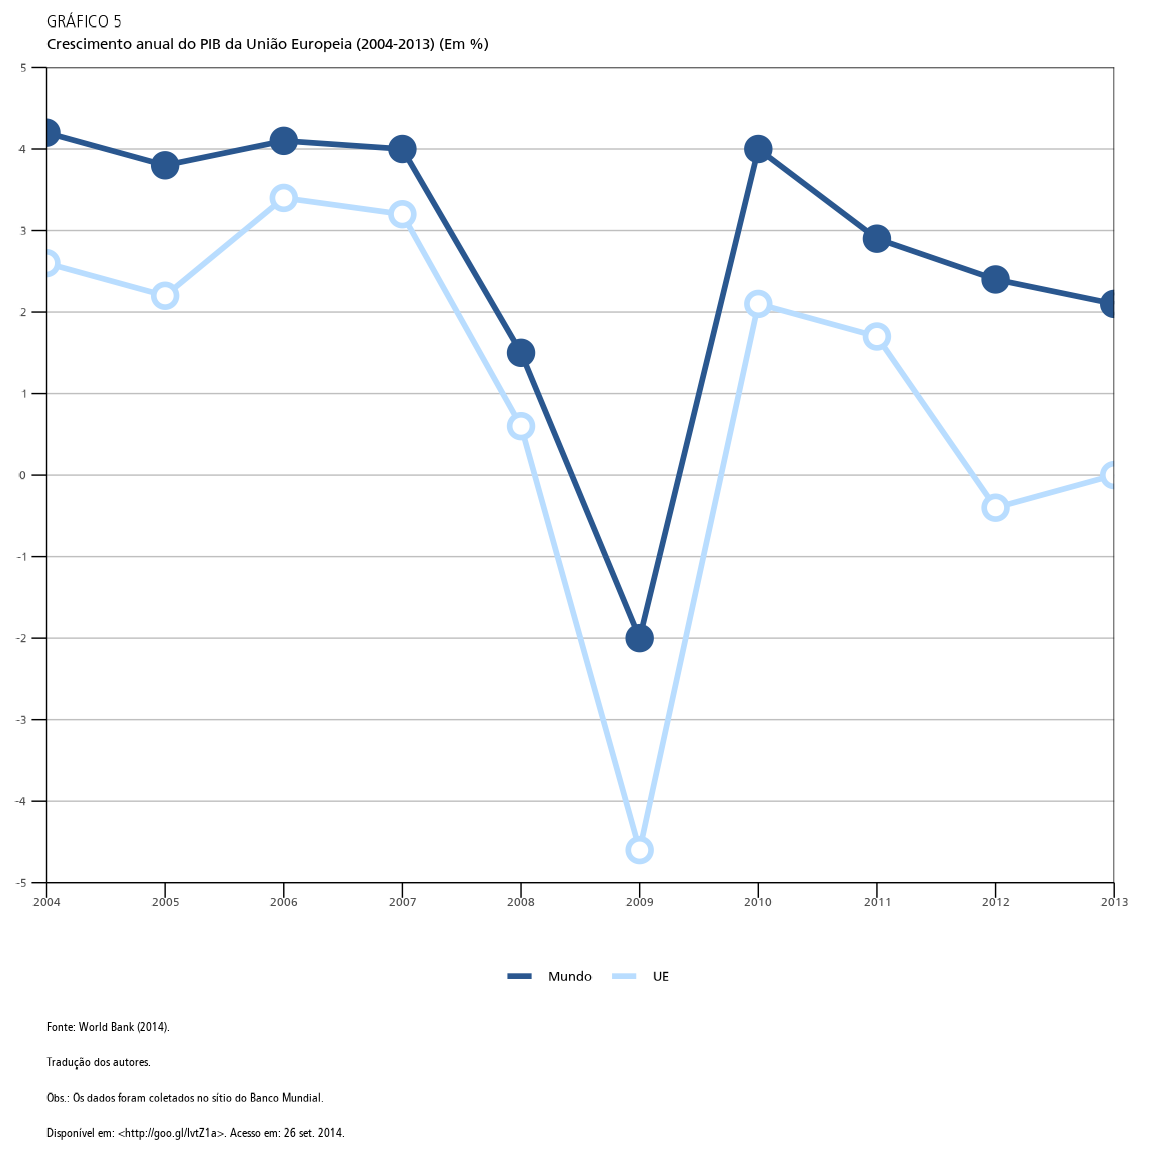 GRÁFICO 5
Crescimento anual do PIB da União Europeia (2004-2013) (Em %)
5
4
3
2
1
0
-1
-2
-3
-4
-5
2004 2005 2006 2007 2008 2009 2010 2011 2012 2013
Mundo UE
Fonte: World Bank (2014).
Tradução dos autores.
Obs.: Os dados foram coletados no sítio do Banco Mundial.
Disponível em: <http://goo.gl/lvtZ1a>. Acesso em: 26 set. 2014.